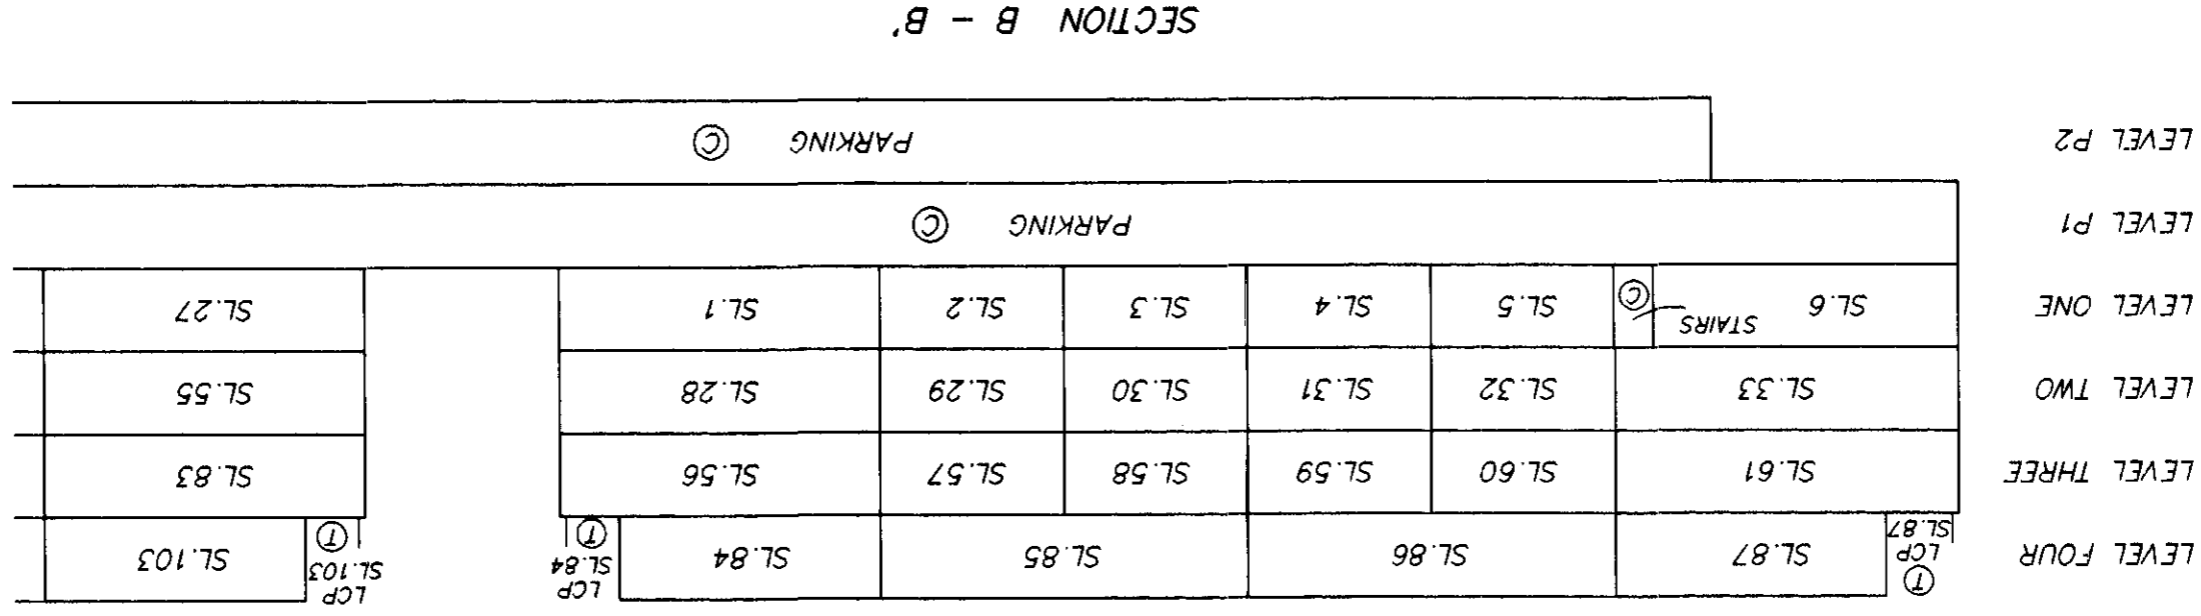 LEVEL FOUR
T
LCP
SL.87
SL.87
SL.86
SL.85
SL.84
LCP
SL.84
T
LCP
SL.103
T
SL.103
LEVEL THREE
SL.61
SL.60
SL.59
SL.58
SL.57
SL.56
SL.83
LEVEL TWO
SL.33
SL.32
SL.31
SL.30
SL.29
SL.28
SL.55
LEVEL ONE
SL.6
STAIRS
C
SL.5
SL.4
SL.3
SL.2
SL.1
SL.27
LEVEL P1
PARKING C
LEVEL P2
PARKING C
SECTION B - B'